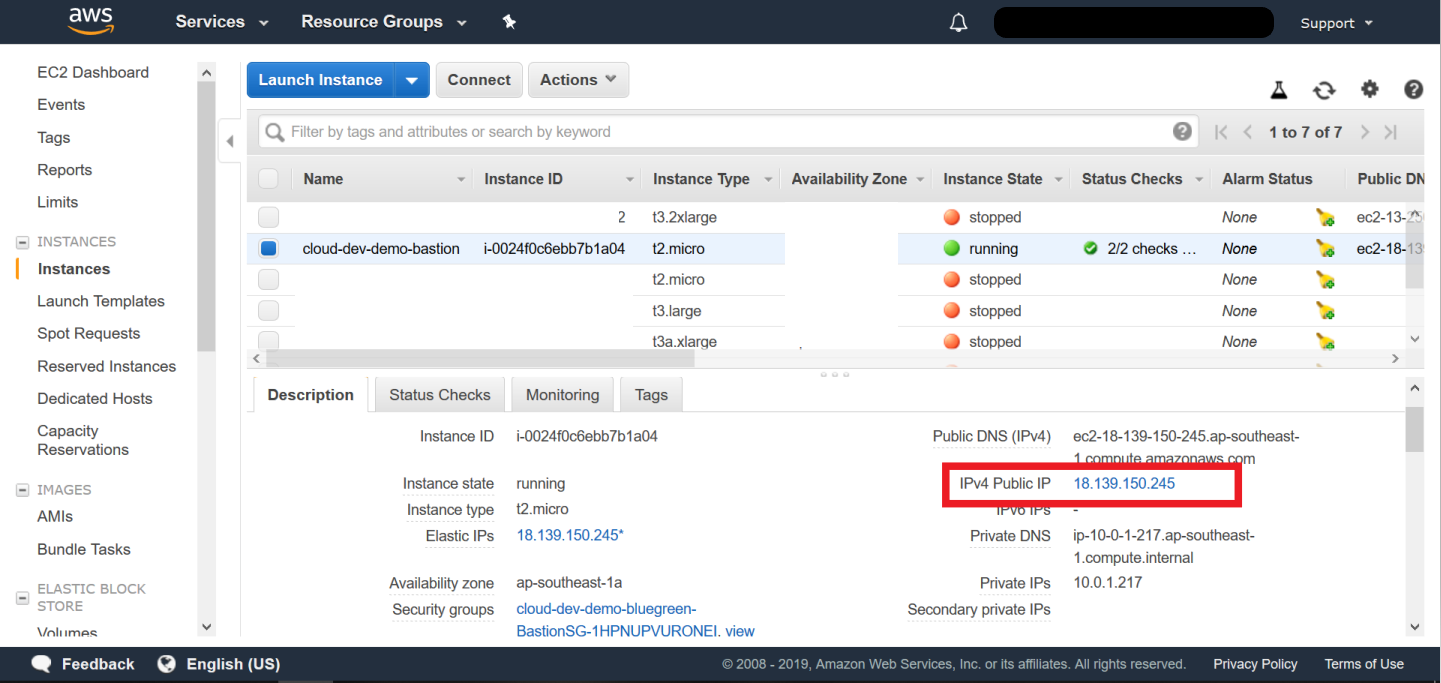 aws Services Resource Groups Support
EC2 Dashboard
Events
Tags
Reports
Limits
INSTANCES
Instances
Launch Templates
Spot Requests
Reserved Instances
Dedicated Hosts
Capacity
Reservations
IMAGES
AMIs
Bundle Tasks
ELASTIC BLOCK
STORE
Volumes
Launch Instance Connect Actions
Filter by tags and attributes or search by keyword 1 to 7 of 7
Name Instance ID Instance Type Availability Zone Instance State Status Checks Alarm Status Public DN
2 t3.2xlarge stopped None ec2-13-250
cloud-dev-demo-bastion i-0024f0c6ebb7b1a04 t2.micro running 2/2 checks ... None ec2-18-139
t2.micro stopped None
t3.large stopped None
t3a.xlarge stopped None
Description Status Checks Monitoring Tags
Instance ID i-0024f0c6ebb7b1a04
Instance state running
Instance type t2.micro
Elastic IPs 18.139.150.245*
Availability zone ap-southeast-1a
Security groups cloud-dev-demo-bluegreen-
BastionSG-1HPNUPVURONEI. view
Public DNS (IPv4) ec2-18-139-150-245.ap-southeast-
1.compute.amazonaws.com
IPv4 Public IP 18.139.150.245
IPv6 IPs -
Private DNS ip-10-0-1-217.ap-southeast-
1.compute.internal
Private IPs 10.0.1.217
Secondary private IPs
Feedback English (US) © 2008 - 2019, Amazon Web Services, Inc. or its affiliates. All rights reserved. Privacy Policy Terms of Use